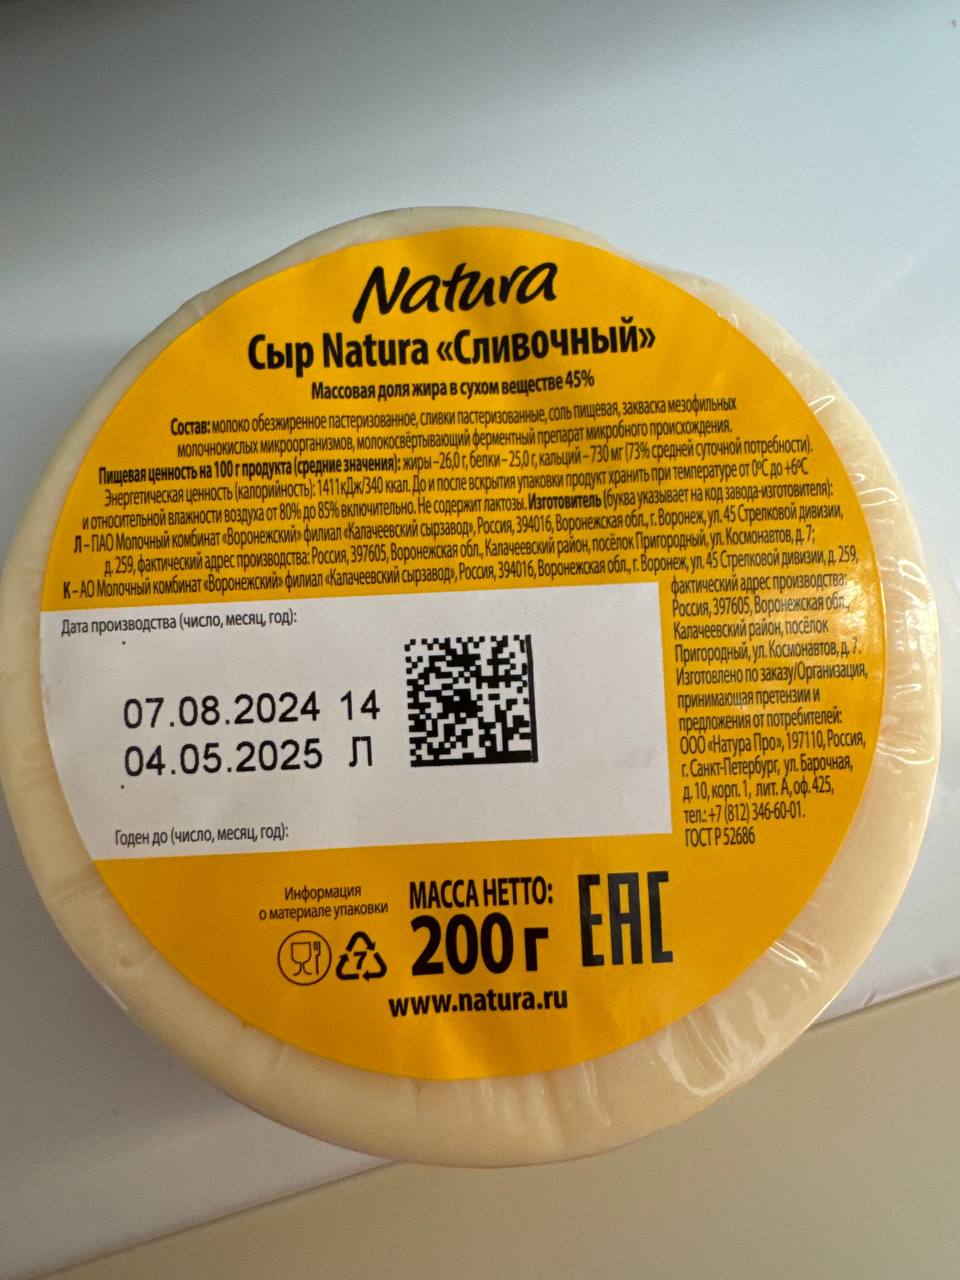 Natura
Сыр Natura «Сливочный»
Массовая доля жира в сухом веществе 45%
Состав: молоко обезжиренное пастеризованное, сливки пастеризованные, соль пищевая, закваска мезофильных
молочнокислых микроорганизмов, молокосвёртывающий ферментный препарат микробного происхождения.
Пищевая ценность на 100 г продукта (средние значения): жиры – 26,0 г, белки – 25,0 г, кальций – 730 мг (73% средней суточной потребности).
Энергетическая ценность (калорийность): 1411 кДж/340 ккал. До и после вскрытия упаковки продукт хранить при температуре от 0°С до +6°С
и относительной влажности воздуха от 80% до 85% включительно. Не содержит лактозы. Изготовитель (буква указывает на код завода-изготовителя):
Л – ПАО Молочный комбинат «Воронежский» филиал «Калачеевский сырзавод», Россия, 394016, Воронежская обл., г. Воронеж, ул. 45 Стрелковой дивизии,
д. 259, фактический адрес производства: Россия, 397605, Воронежская обл., Калачеевский район, посёлок Пригородный, ул. Космонавтов, д. 7;
К – АО Молочный комбинат «Воронежский» филиал «Калачеевский сырзавод», Россия, 394016, Воронежская обл., г. Воронеж, ул. 45 Стрелковой дивизии, д. 259,
фактический адрес производства:
Россия, 397605, Воронежская обл.,
Калачеевский район, посёлок
Пригородный, ул. Космонавтов, д. 7.
Изготовлено по заказу/Организация,
принимающая претензии и
предложения от потребителей:
ООО «Натура Про», 197110, Россия,
г. Санкт-Петербург, ул. Барочная,
д. 10, корп. 1, лит. А, оф. 425,
тел.: +7 (812) 346-60-01.
ГОСТ Р 52686
Дата производства (число, месяц, год):
07.08.2024 14
04.05.2025 Л
Годен до (число, месяц, год):
Информация
о материале упаковки
7
МАССА НЕТТО:
200 г
EAC
www.natura.ru